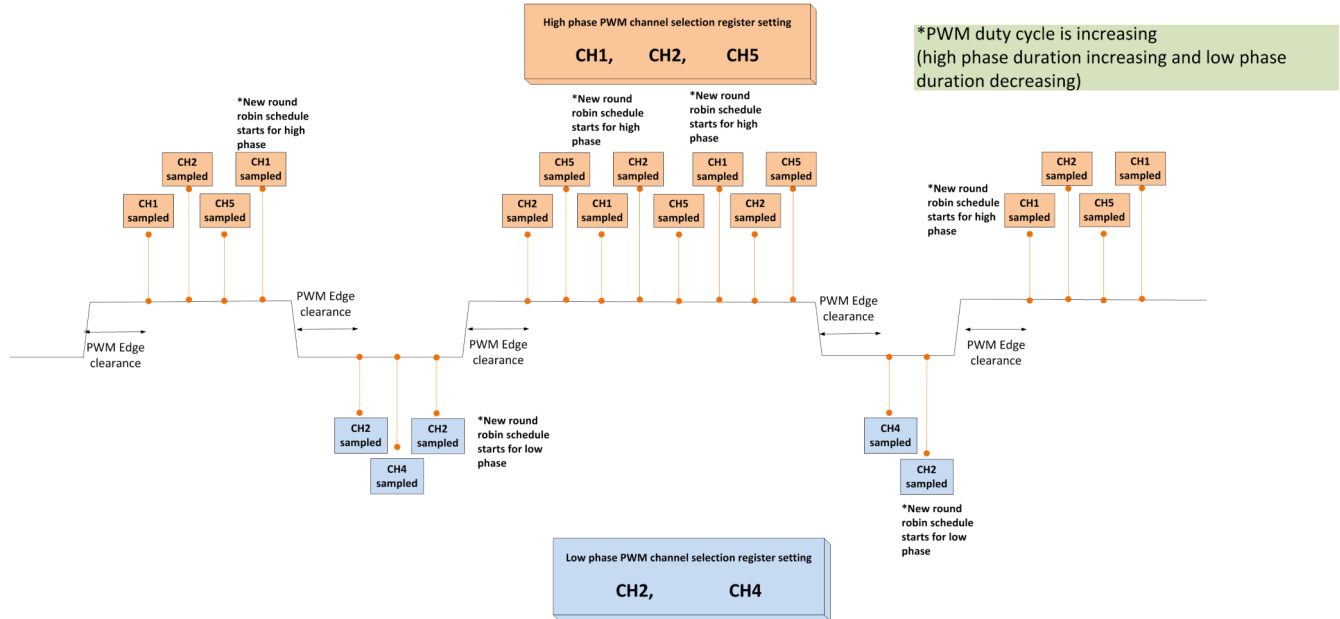 High phase PWM channel selection register setting
CH1, CH2, CH5
*PWM duty cycle is increasing
(high phase duration increasing and low phase
duration decreasing)
*New round
robin schedule
starts for high
phase
*New round
robin schedule
starts for high
phase
*New round
robin schedule
starts for high
phase
CH2
sampled
CH1
sampled
CH1
sampled
CH5
sampled
CH5
sampled
CH2
sampled
CH1
sampled
CH5
sampled
CH2
sampled
CH1
sampled
CH5
sampled
CH2
sampled
*New round
robin schedule
starts for high
phase
CH2
sampled
CH1
sampled
CH1
sampled
CH5
sampled
PWM Edge
clearance
PWM Edge
clearance
PWM Edge
clearance
PWM Edge
clearance
PWM Edge
clearance
CH2
sampled
CH4
sampled
CH2
sampled
*New round
robin schedule
starts for low
phase
CH4
sampled
CH2
sampled
*New round
robin schedule
starts for low
phase
Low phase PWM channel selection register setting
CH2, CH4